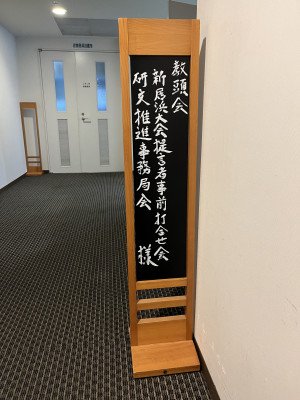 教頭会
新居浜大会提言者事前打合せ会
研文推進事務局会 様